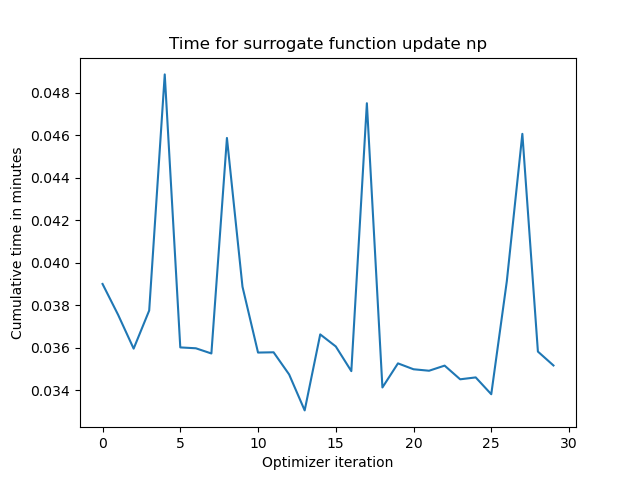 Time for surrogate function update np
Cumulative time in minutes
0.048
0.046
0.044
0.042
0.040
0.038
0.036
0.034
0 5 10 15 20 25 30
Optimizer iteration